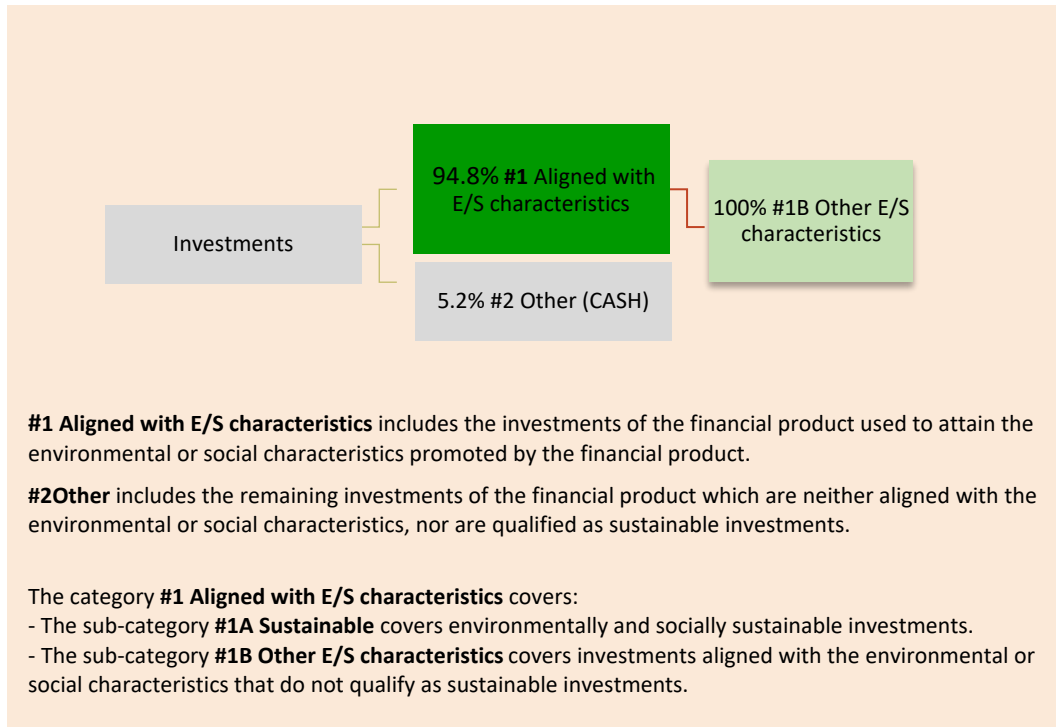 94.8% #1 Aligned with
E/S characteristics
100% #1B Other E/S
characteristics
Investments
5.2% #2 Other (CASH)
#1 Aligned with E/S characteristics includes the investments of the financial product used to attain the
environmental or social characteristics promoted by the financial product.
#2Other includes the remaining investments of the financial product which are neither aligned with the
environmental or social characteristics, nor are qualified as sustainable investments.
The category #1 Aligned with E/S characteristics covers:
- The sub-category #1A Sustainable covers environmentally and socially sustainable investments.
- The sub-category #1B Other E/S characteristics covers investments aligned with the environmental or
social characteristics that do not qualify as sustainable investments.